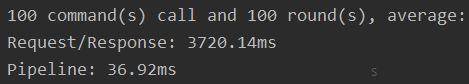 100 command(s) call and 100 round(s), average:
Request/Response: 3720.14ms
Pipeline: 36.92ms
s